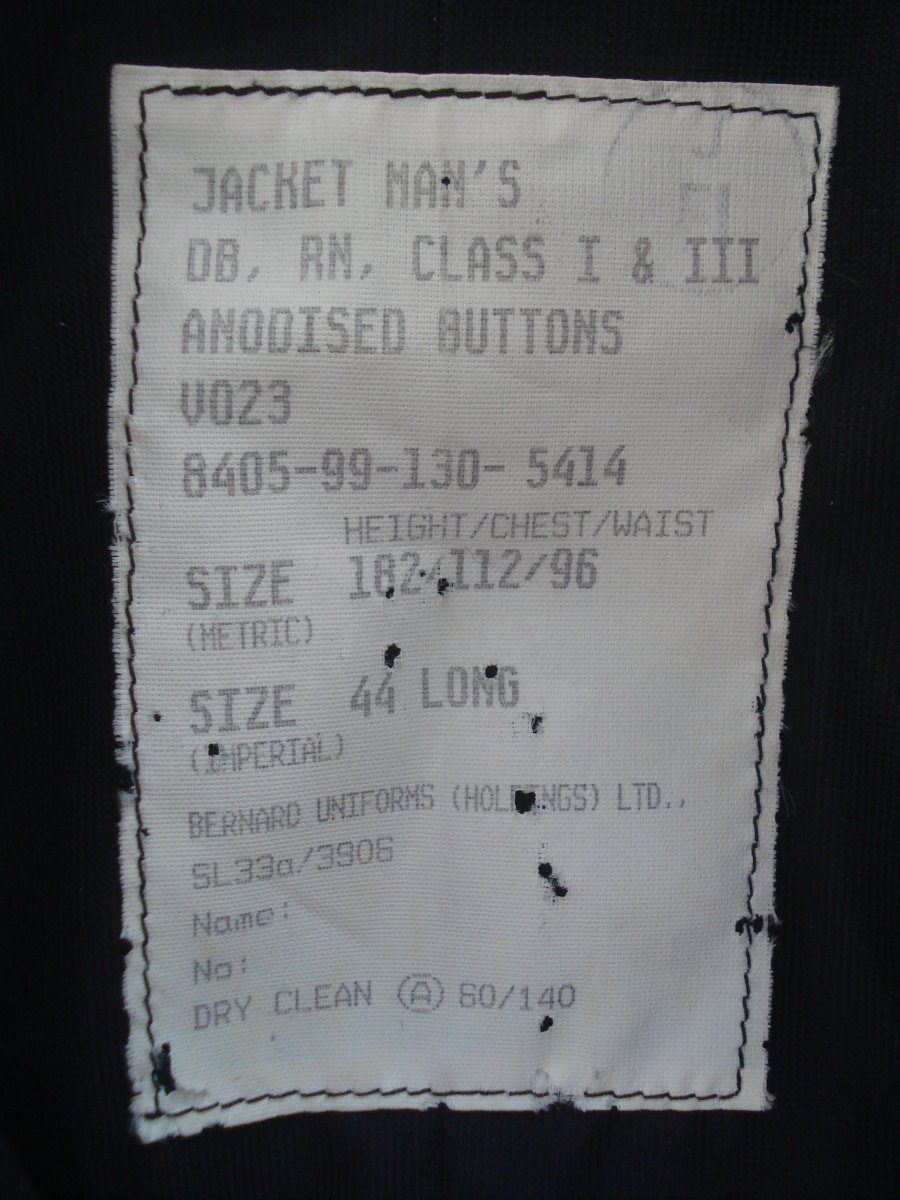 JACKET MAN'S
DB, RN, CLASS I & III
ANODISED BUTTONS
V023
8405-99-130- 5414
HEIGHT/CHEST/WAIST
SIZE 182/112/96
(METRIC)
SIZE 44 LONG
(IMPERIAL)
BERNARD UNIFORMS (HOLDINGS) LTD.,
SL33a/3906
Name:
No:
DRY CLEAN (A) 60/140